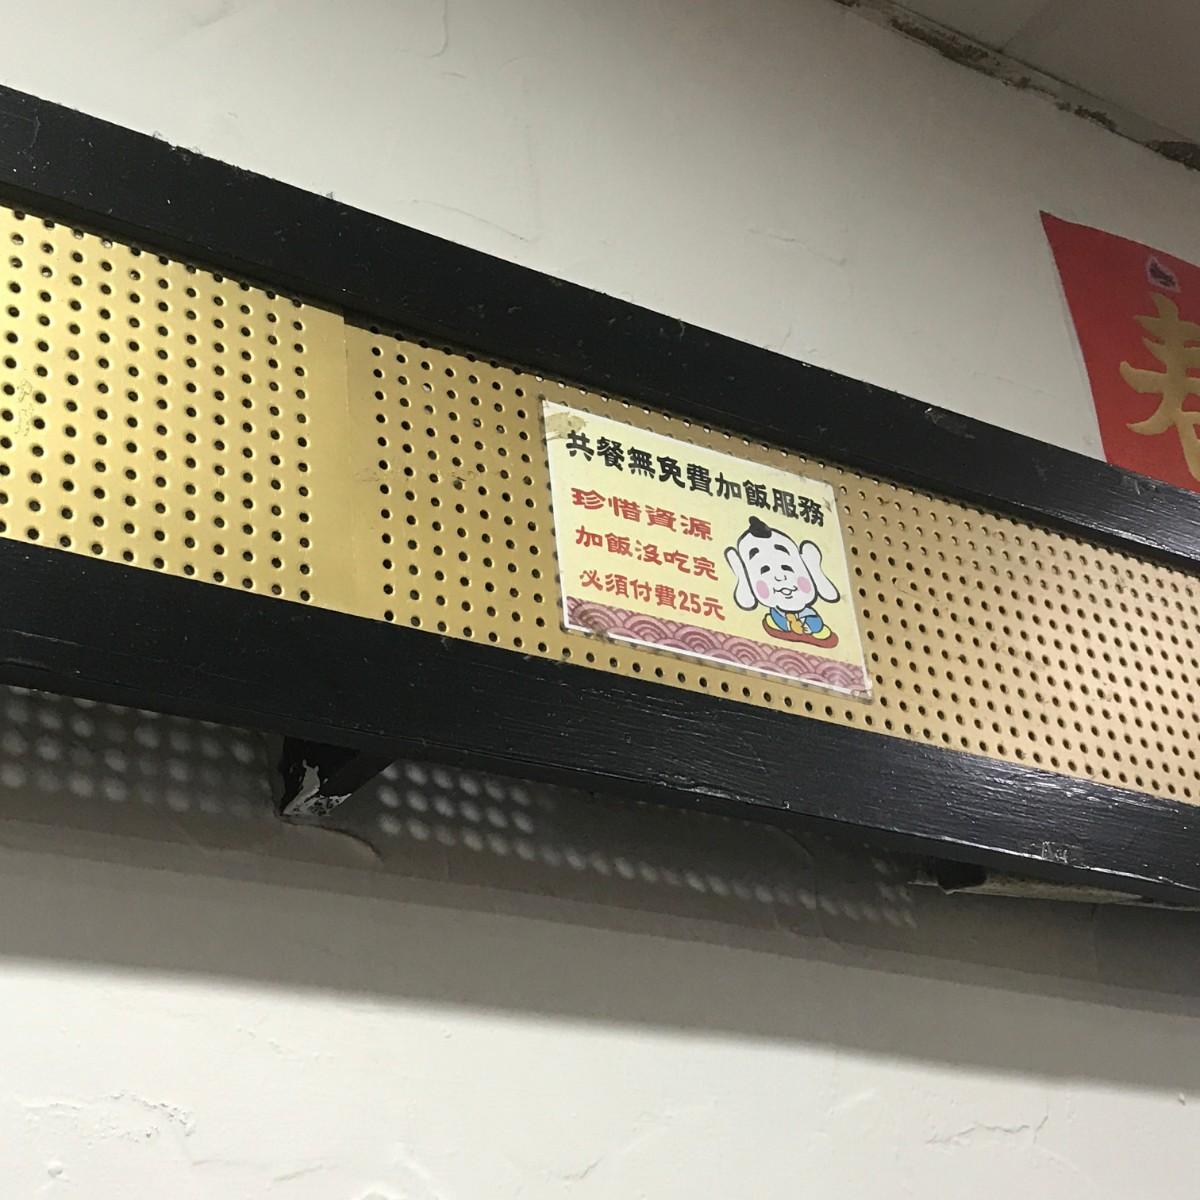 共餐無免費加飯服務
珍惜資源
加飯沒吃完
必須付費25元
春